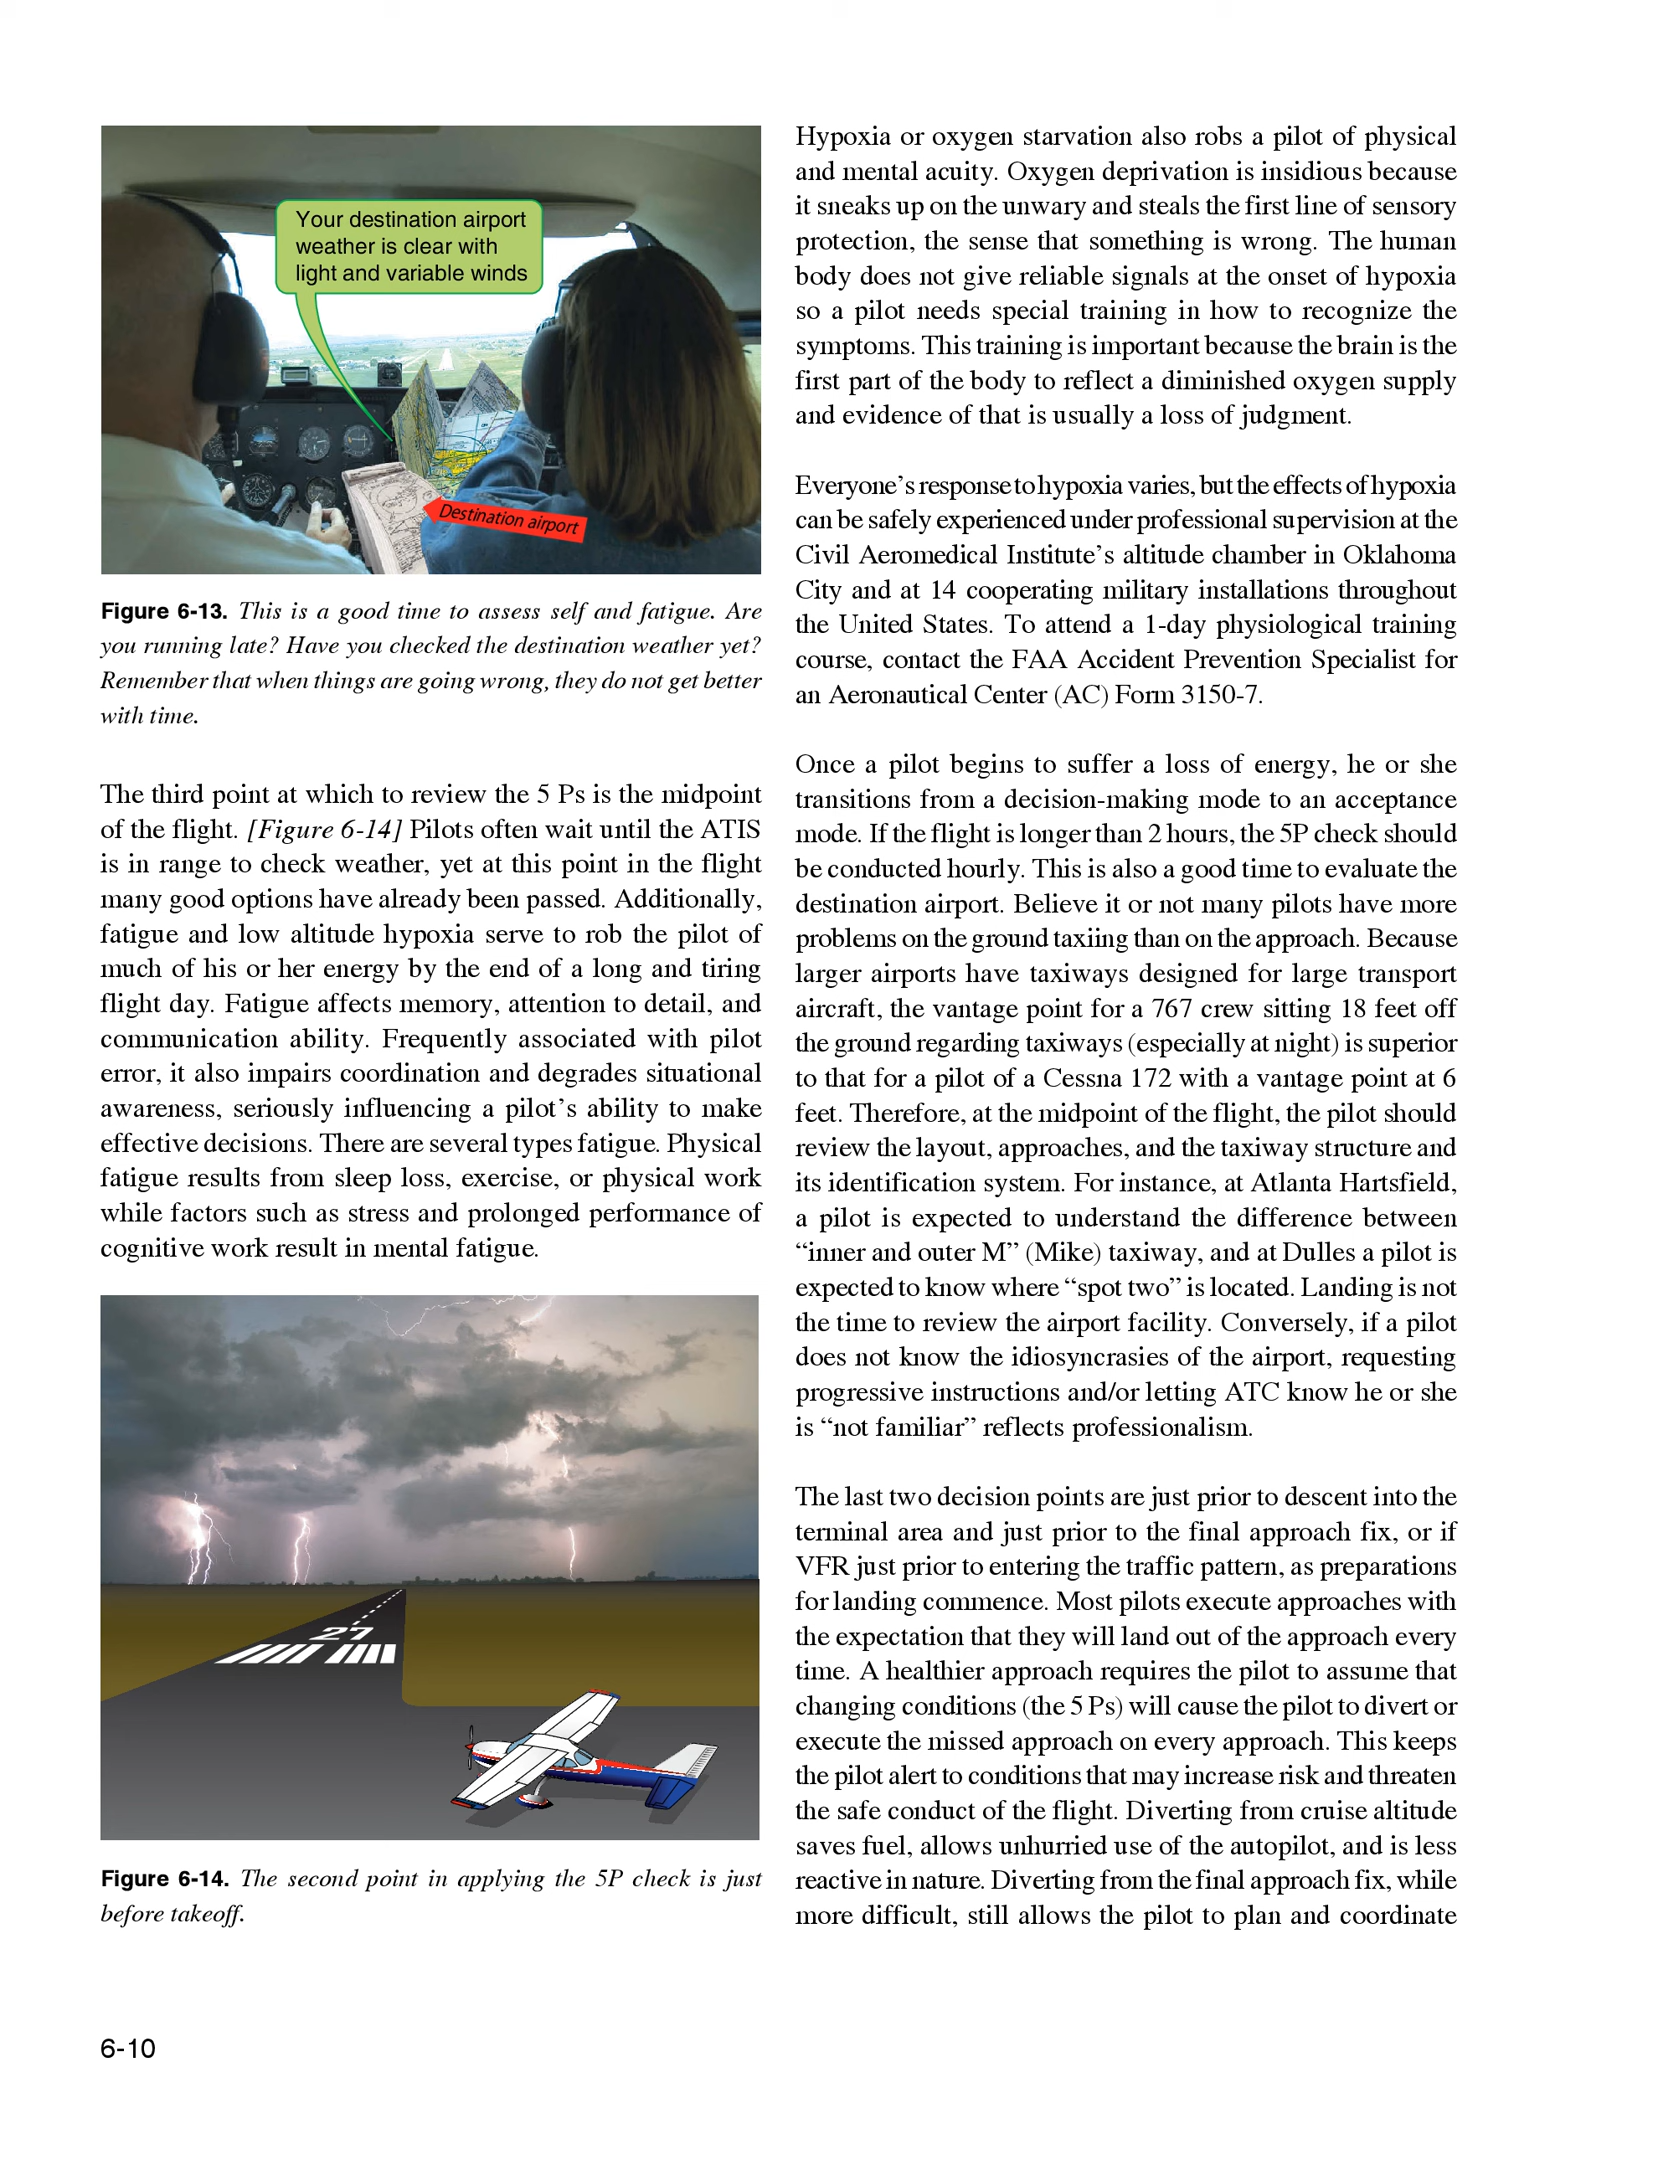 Your destination airport
weather is clear with
light and variable winds
Destination airport
Figure 6-13. This is a good time to assess self and fatigue. Are
you running late? Have you checked the destination weather yet?
Remember that when things are going wrong, they do not get better
with time.
The third point at which to review the 5 Ps is the midpoint
of the flight. [Figure 6-14] Pilots often wait until the ATIS
is in range to check weather, yet at this point in the flight
many good options have already been passed. Additionally,
fatigue and low altitude hypoxia serve to rob the pilot of
much of his or her energy by the end of a long and tiring
flight day. Fatigue affects memory, attention to detail, and
communication ability. Frequently associated with pilot
error, it also impairs coordination and degrades situational
awareness, seriously influencing a pilot’s ability to make
effective decisions. There are several types fatigue. Physical
fatigue results from sleep loss, exercise, or physical work
while factors such as stress and prolonged performance of
cognitive work result in mental fatigue.
27
Figure 6-14. The second point in applying the 5P check is just
before takeoff.
Hypoxia or oxygen starvation also robs a pilot of physical
and mental acuity. Oxygen deprivation is insidious because
it sneaks up on the unwary and steals the first line of sensory
protection, the sense that something is wrong. The human
body does not give reliable signals at the onset of hypoxia
so a pilot needs special training in how to recognize the
symptoms. This training is important because the brain is the
first part of the body to reflect a diminished oxygen supply
and evidence of that is usually a loss of judgment.
Everyone’s response to hypoxia varies, but the effects of hypoxia
can be safely experienced under professional supervision at the
Civil Aeromedical Institute’s altitude chamber in Oklahoma
City and at 14 cooperating military installations throughout
the United States. To attend a 1-day physiological training
course, contact the FAA Accident Prevention Specialist for
an Aeronautical Center (AC) Form 3150-7.
Once a pilot begins to suffer a loss of energy, he or she
transitions from a decision-making mode to an acceptance
mode. If the flight is longer than 2 hours, the 5P check should
be conducted hourly. This is also a good time to evaluate the
destination airport. Believe it or not many pilots have more
problems on the ground taxiing than on the approach. Because
larger airports have taxiways designed for large transport
aircraft, the vantage point for a 767 crew sitting 18 feet off
the ground regarding taxiways (especially at night) is superior
to that for a pilot of a Cessna 172 with a vantage point at 6
feet. Therefore, at the midpoint of the flight, the pilot should
review the layout, approaches, and the taxiway structure and
its identification system. For instance, at Atlanta Hartsfield,
a pilot is expected to understand the difference between
“inner and outer M” (Mike) taxiway, and at Dulles a pilot is
expected to know where “spot two” is located. Landing is not
the time to review the airport facility. Conversely, if a pilot
does not know the idiosyncrasies of the airport, requesting
progressive instructions and/or letting ATC know he or she
is “not familiar” reflects professionalism.
The last two decision points are just prior to descent into the
terminal area and just prior to the final approach fix, or if
VFR just prior to entering the traffic pattern, as preparations
for landing commence. Most pilots execute approaches with
the expectation that they will land out of the approach every
time. A healthier approach requires the pilot to assume that
changing conditions (the 5 Ps) will cause the pilot to divert or
execute the missed approach on every approach. This keeps
the pilot alert to conditions that may increase risk and threaten
the safe conduct of the flight. Diverting from cruise altitude
saves fuel, allows unhurried use of the autopilot, and is less
reactive in nature. Diverting from the final approach fix, while
more difficult, still allows the pilot to plan and coordinate
6-10